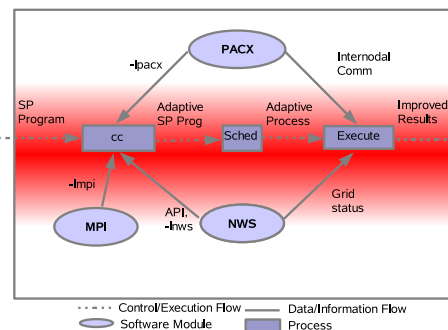 PACX
-lpacx
Internodal
Comm
SP
Program
Adaptive
SP Prog
Adaptive
Process
Improved
Results
cc
Sched
Execute
-lmpi
API,
-lnws
Grid
status
MPI
NWS
Control/Execution Flow
Data/Information Flow
Software Module
Process